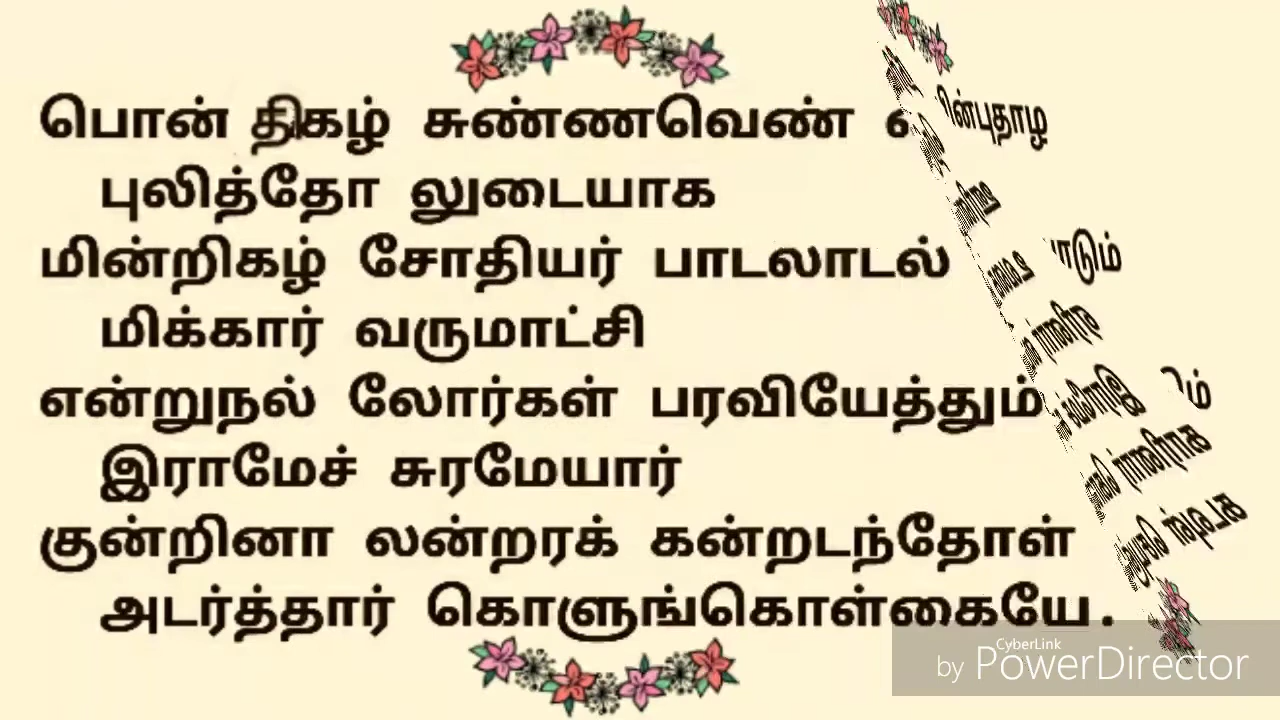 பொன் திகழ் சுண்ணவெண்
புலித்தோ லுடையாக
மின்றிகழ் சோதியர் பாடலாடல்
மிக்கார் வருமாட்சி
என்றுநல் லோர்கள் பரவியேத்தும்
இராமேச் சுரமேயார்
குன்றினா லன்றரக் கன்றடந்தோள்
அடர்த்தார் கொளுங்கொள்கையே.
CyberLink
by PowerDirector